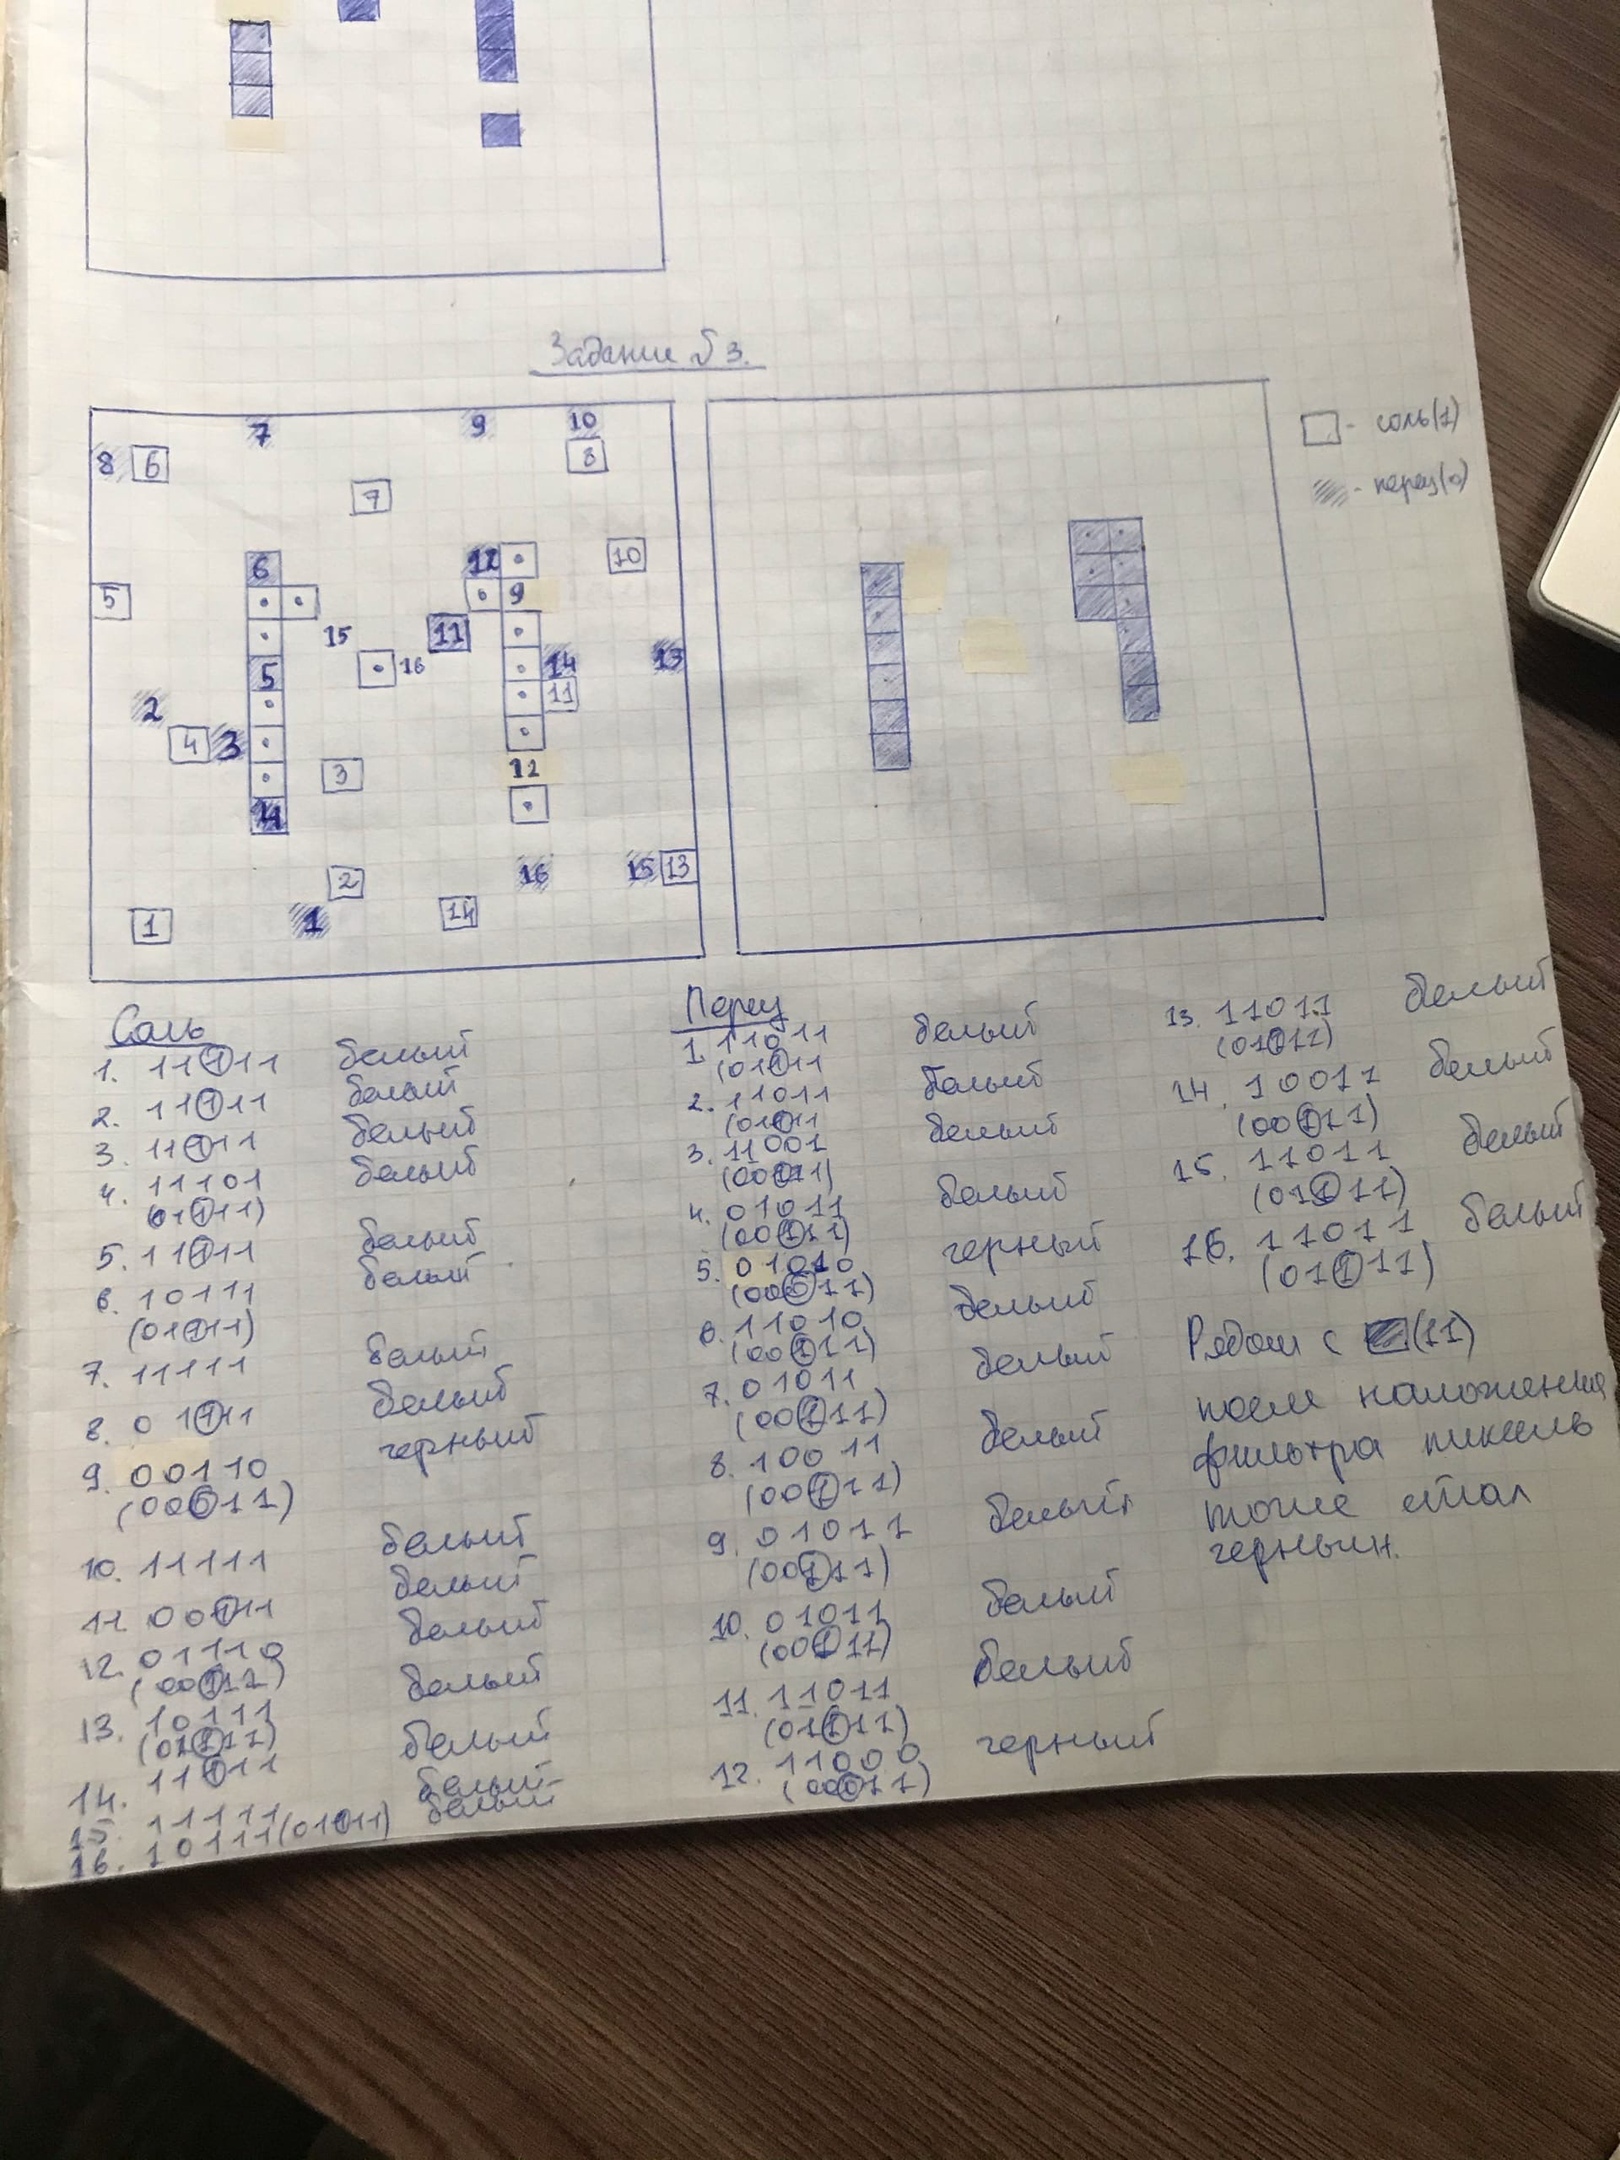 Задание №3.
7 9 10
8 6 8
7
6 12 10
5 9
15 11
5 16 14 13
2 11
4 3
3 12
14
2 16 15 13
1 1 14
- соль(1)
- перец(0)
Соль
1. 11111 белый
2. 11111 белый
3. 11111 белый
4. 11101 белый
(01111)
5. 11111 белый
6. 10111 белый
(01111)
7. 11111 белый
8. 01111 белый
9. 00110 черный
(00011)
10. 11111 белый
11. 00111 белый
12. 01110 белый
(00111)
13. 10111 белый
(01111)
14. 11111 белый
15. 11111 белый
16. 10111(01111) белый
Перец
1. 11011 белый
(01111
2. 11011 белый
(01111
3. 11001 белый
4. 01011 белый
(00111)
5. 01010 черный
(00011)
6. 11010 белый
(00111)
7. 01011 белый
(00111)
8. 10011 белый
(00111)
9. 01011 белый
(00111)
10. 01011 белый
(00111)
11. 11011 белый
(01111)
12. 11000 черный
(00011)
13. 11011 белый
(01111)
14. 10011 белый
(00111)
15. 11011 белый
(01111)
16. 11011 белый
(01111)
Рядом с (11)
после наложения
фильтра пиксель
тоже стал
черным.